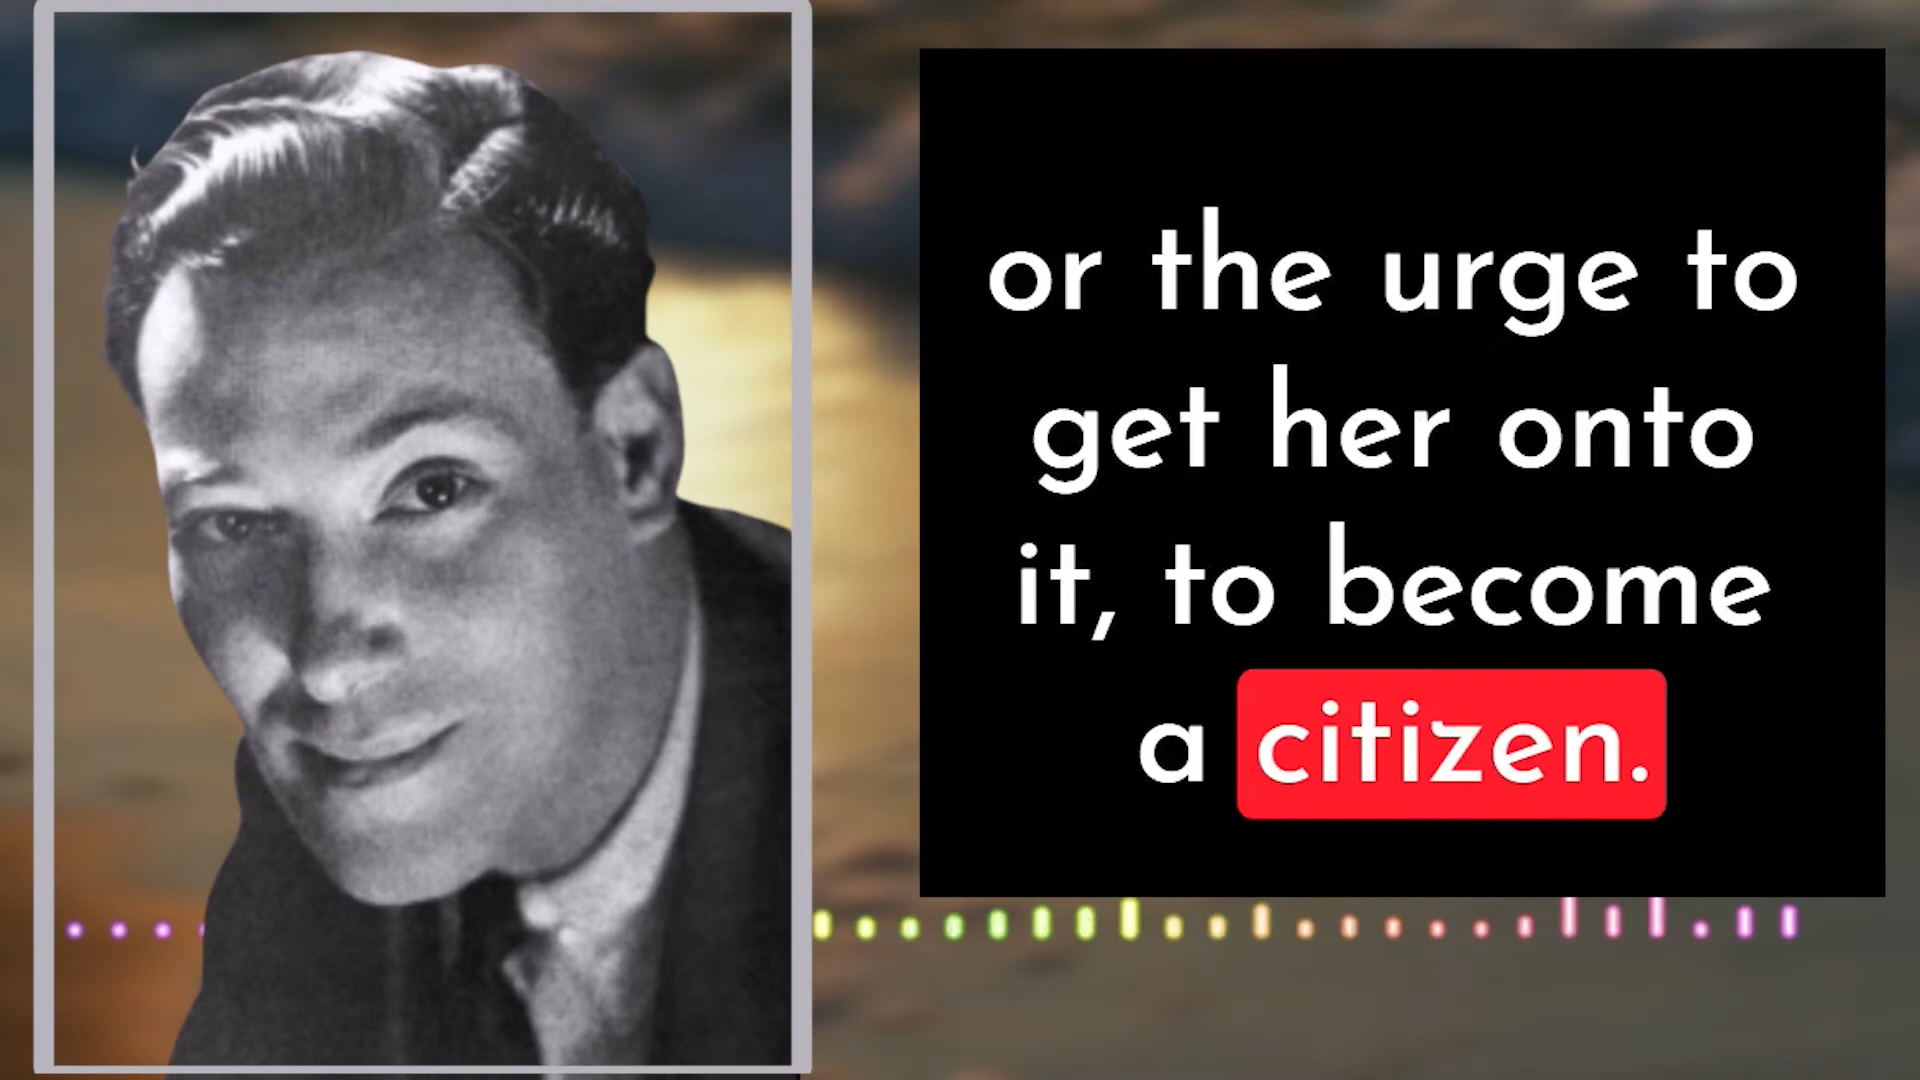 or the urge to
get her onto
it, to become
a citizen.